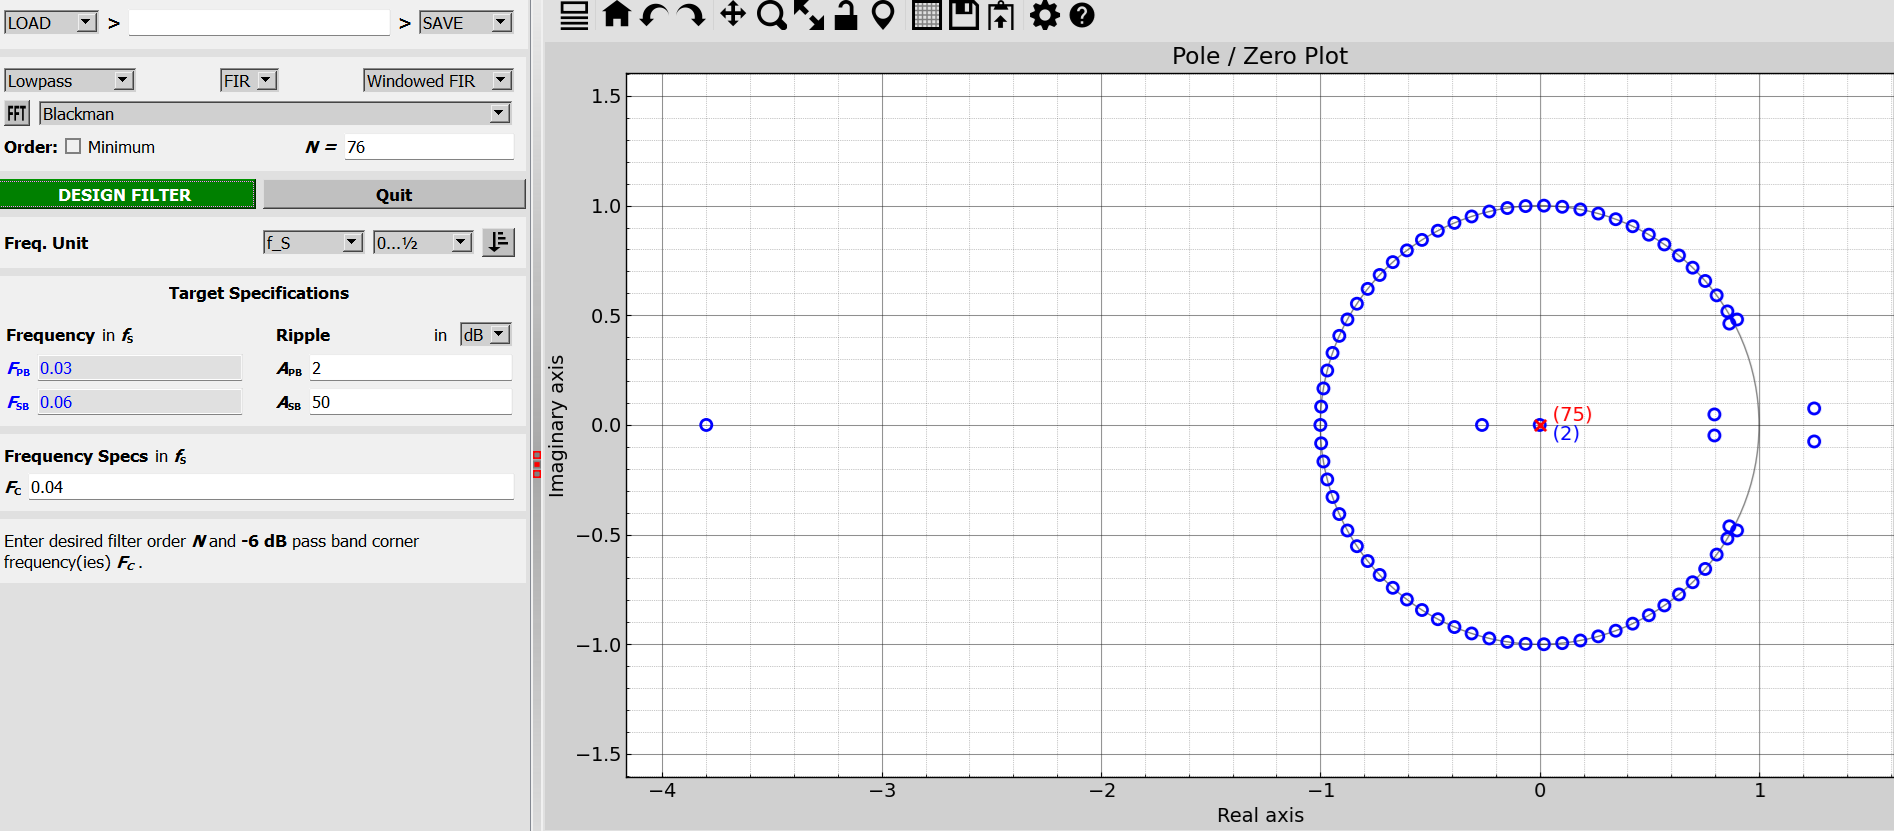 LOAD > > SAVE
Lowpass FIR Windowed FIR
FFT Blackman
Order: Minimum N = 76
DESIGN FILTER Quit
Freq. Unit f_S 0...½
Target Specifications
Frequency in fS Ripple in dB
FPB 0.03 APB 2
FSB 0.06 ASB 50
Frequency Specs in fS
FC 0.04
Enter desired filter order N and -6 dB pass band corner
frequency(ies) FC .
Pole / Zero Plot
1.5
1.0
0.5
0.0
−0.5
−1.0
−1.5
Imaginary axis
(75)
(2)
−4 −3 −2 −1 0 1
Real axis